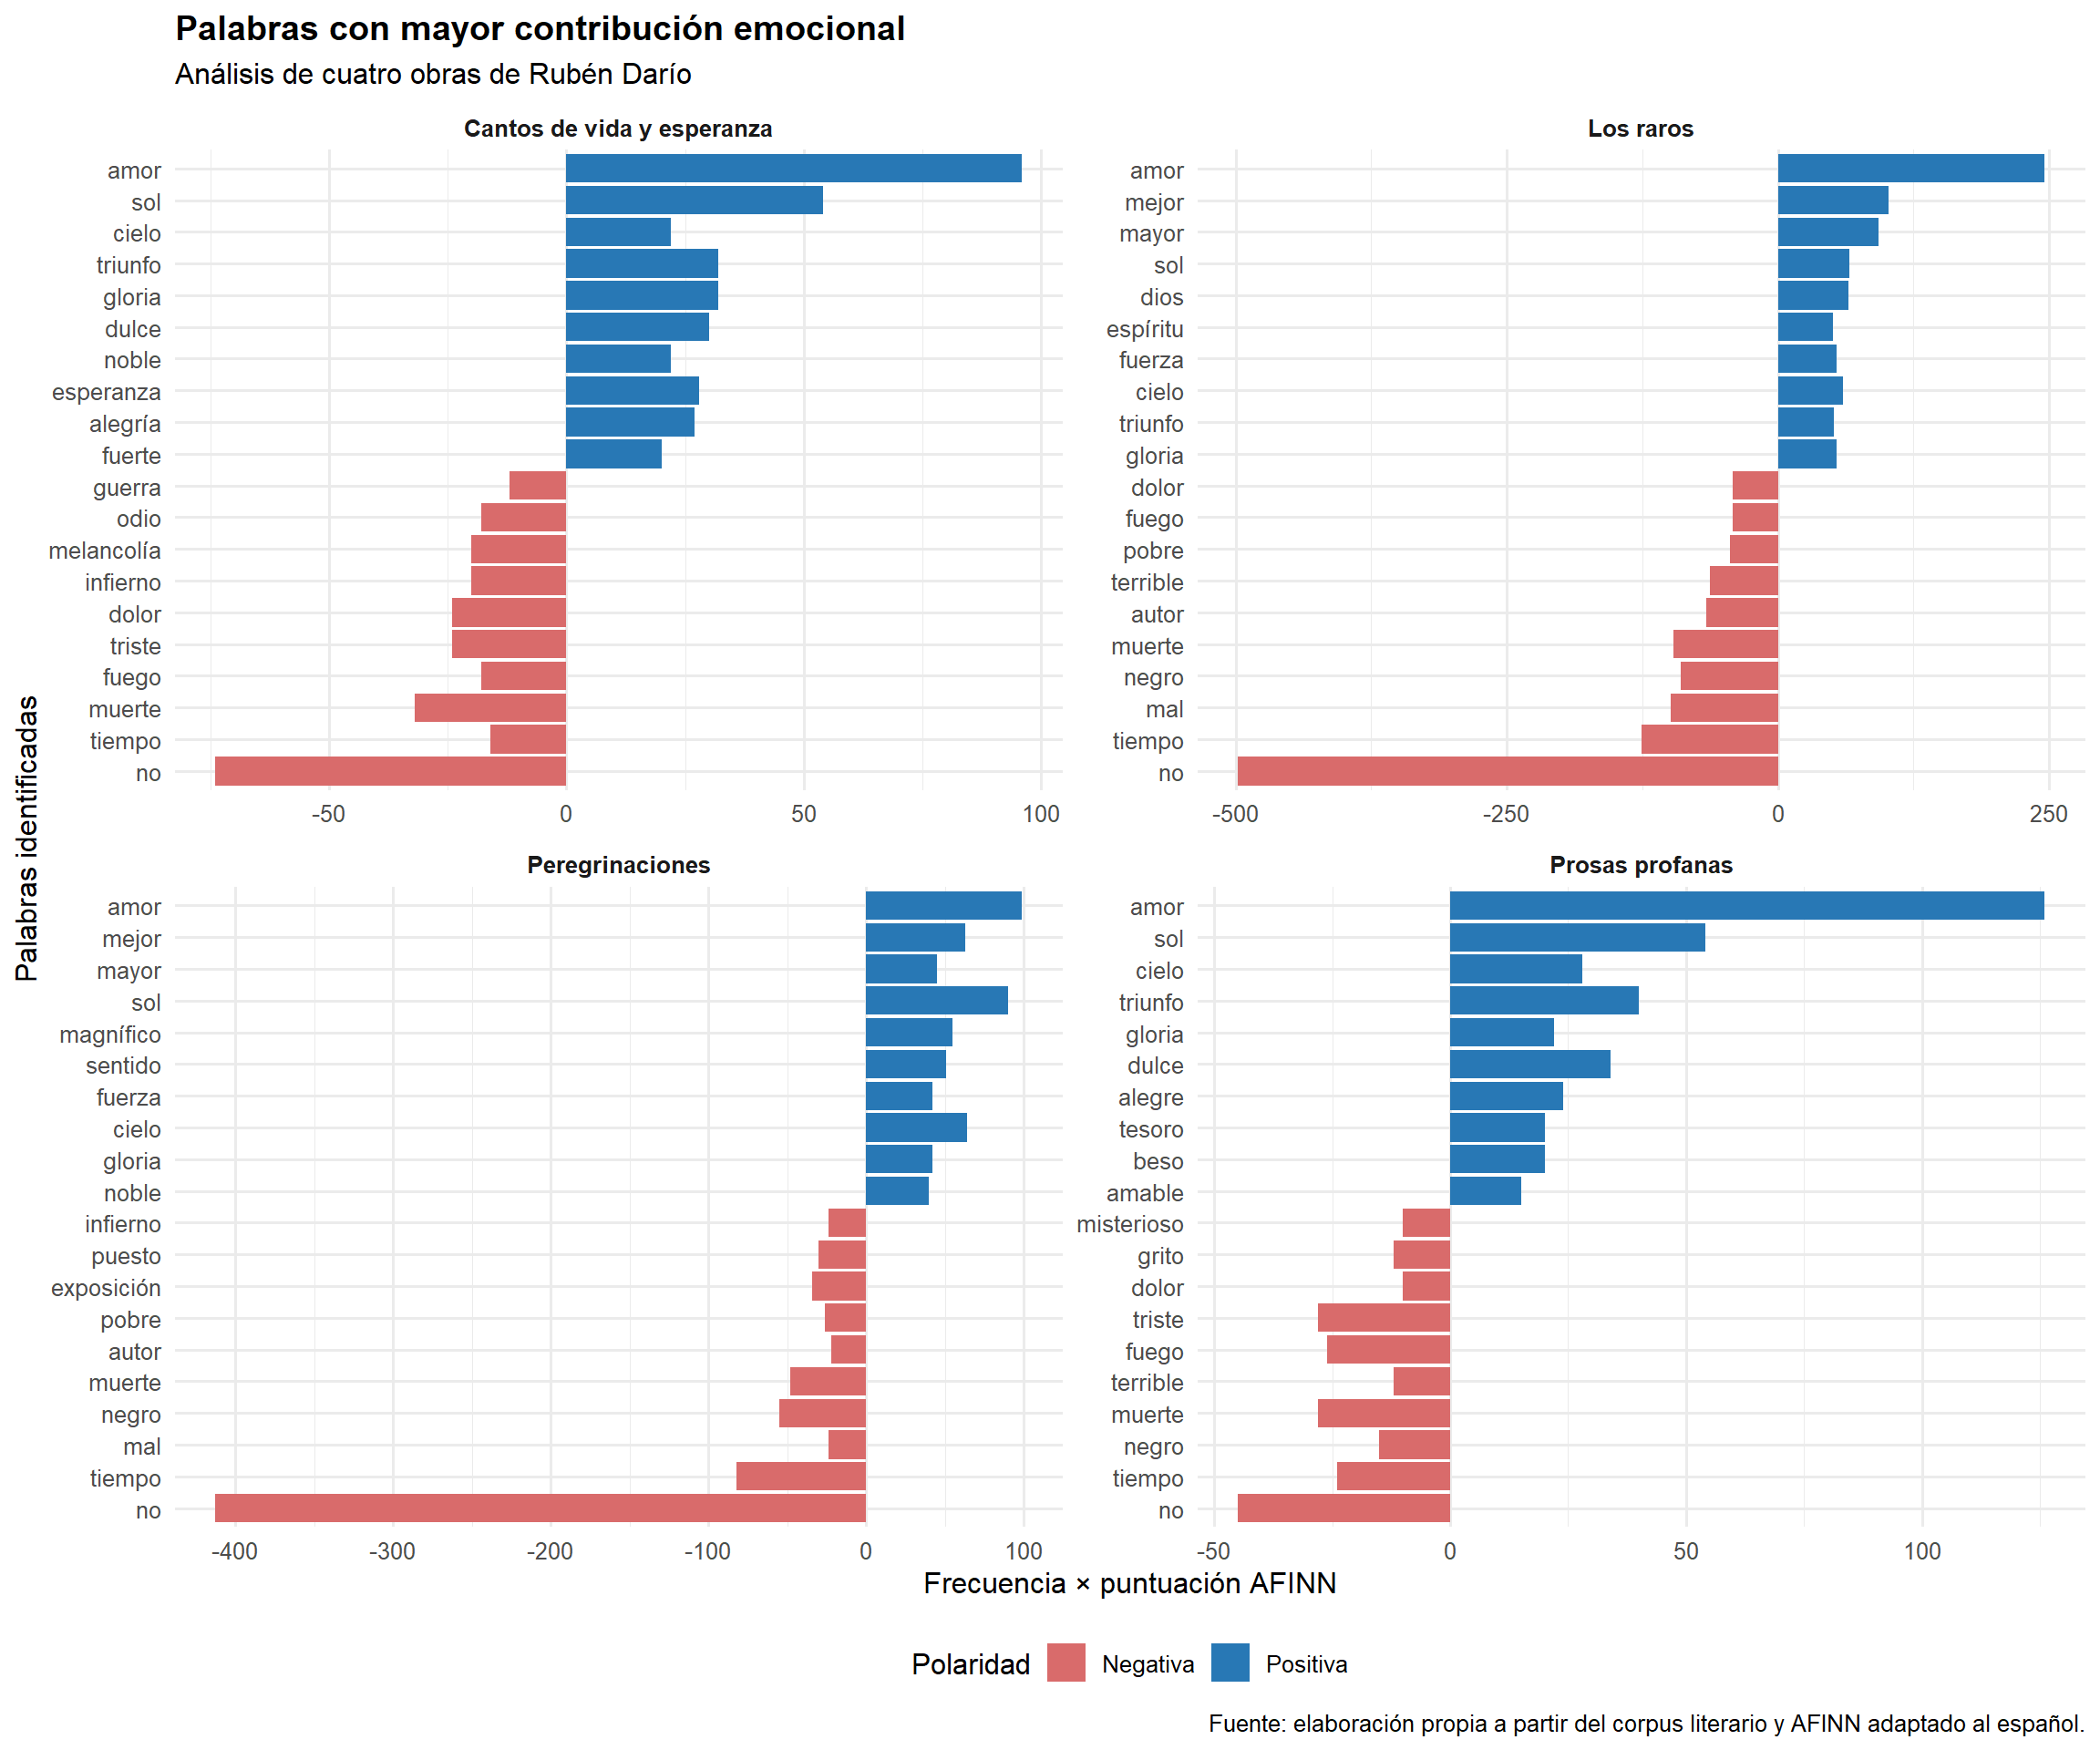 Palabras con mayor contribución emocional
Análisis de cuatro obras de Rubén Darío
Palabras identificadas
Cantos de vida y esperanza
amor
sol
cielo
triunfo
gloria
dulce
noble
esperanza
alegría
fuerte
guerra
odio
melancolía
infierno
dolor
triste
fuego
muerte
tiempo
no
-50 0 50 100
Los raros
amor
mejor
mayor
sol
dios
espíritu
fuerza
cielo
triunfo
gloria
dolor
fuego
pobre
terrible
autor
muerte
negro
mal
tiempo
no
-500 -250 0 250
Peregrinaciones
amor
mejor
mayor
sol
magnífico
sentido
fuerza
cielo
gloria
noble
infierno
puesto
exposición
pobre
autor
muerte
negro
mal
tiempo
no
-400 -300 -200 -100 0 100
Prosas profanas
amor
sol
cielo
triunfo
gloria
dulce
alegre
tesoro
beso
amable
misterioso
grito
dolor
triste
fuego
terrible
muerte
negro
tiempo
no
-50 0 50 100
Frecuencia × puntuación AFINN
Polaridad Negativa Positiva
Fuente: elaboración propia a partir del corpus literario y AFINN adaptado al español.